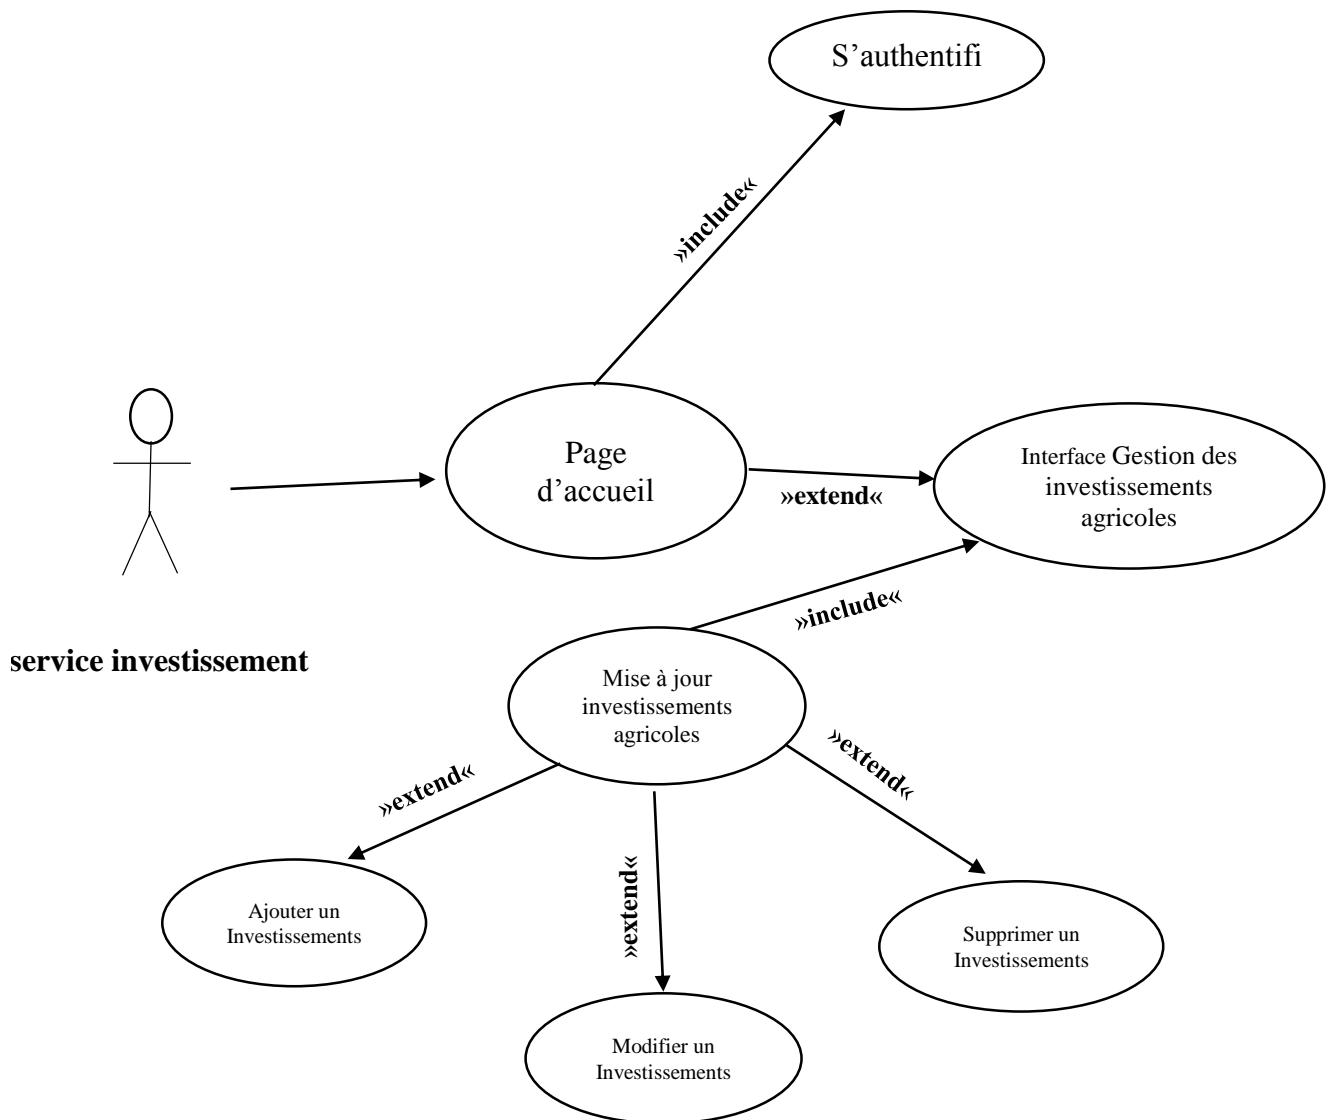 S’authentifi
»include«
Page
d’accueil
»extend«
Interface Gestion des
investissements
agricoles
»include«
service investissement
Mise à jour
investissements
agricoles
»extend«
»extend«
»extend«
Ajouter un
Investissements
Supprimer un
Investissements
Modifier un
Investissements